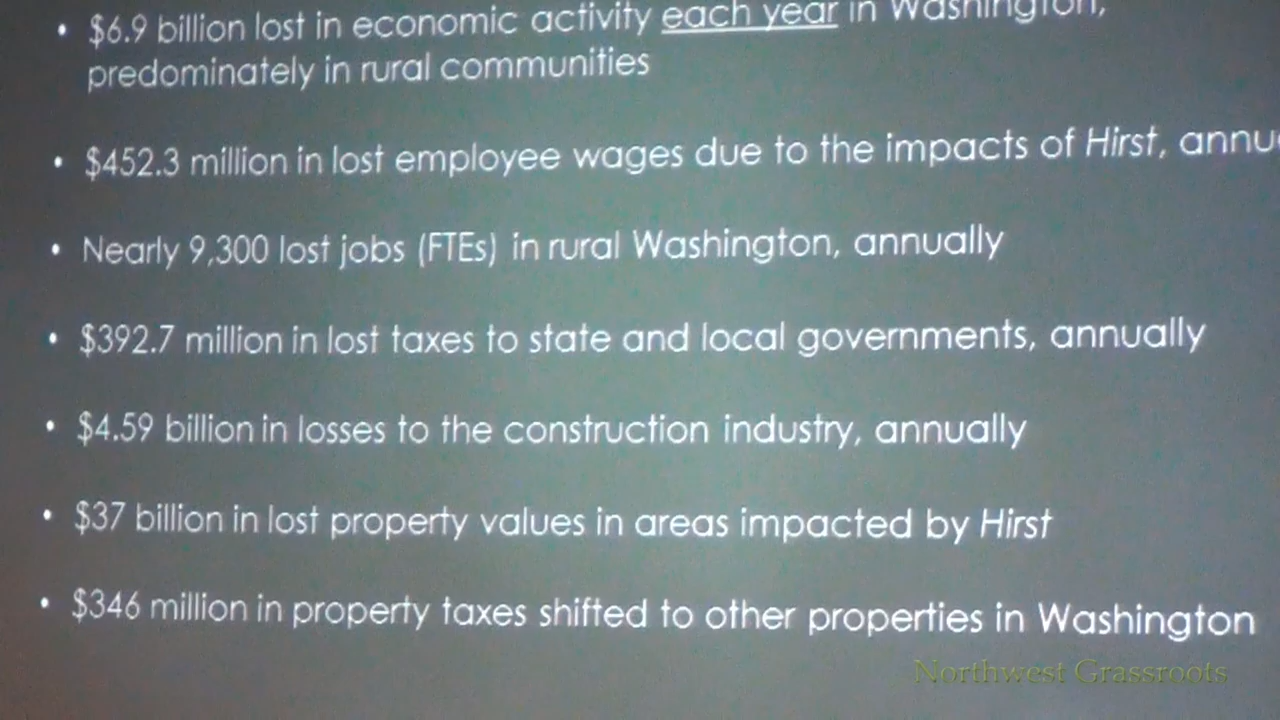 • $6.9 billion lost in economic activity each year in Washington,
predominately in rural communities
• $452.3 million in lost employee wages due to the impacts of Hirst,
• Nearly 9,300 lost jobs (FTEs) in rural Washington, annually
• $392.7 million in lost taxes to state and local governments, annually
• $4.59 billion in losses to the construction industry, annually
• $37 billion in lost property values in areas impacted by Hirst
• $346 million in property taxes shifted to other properties in Washington
Northwest Grassroots